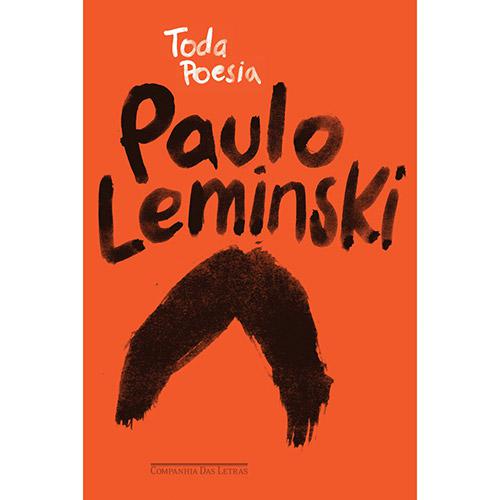 Toda
Poesia
Paulo
Leminski
COMPANHIA DAS LETRAS